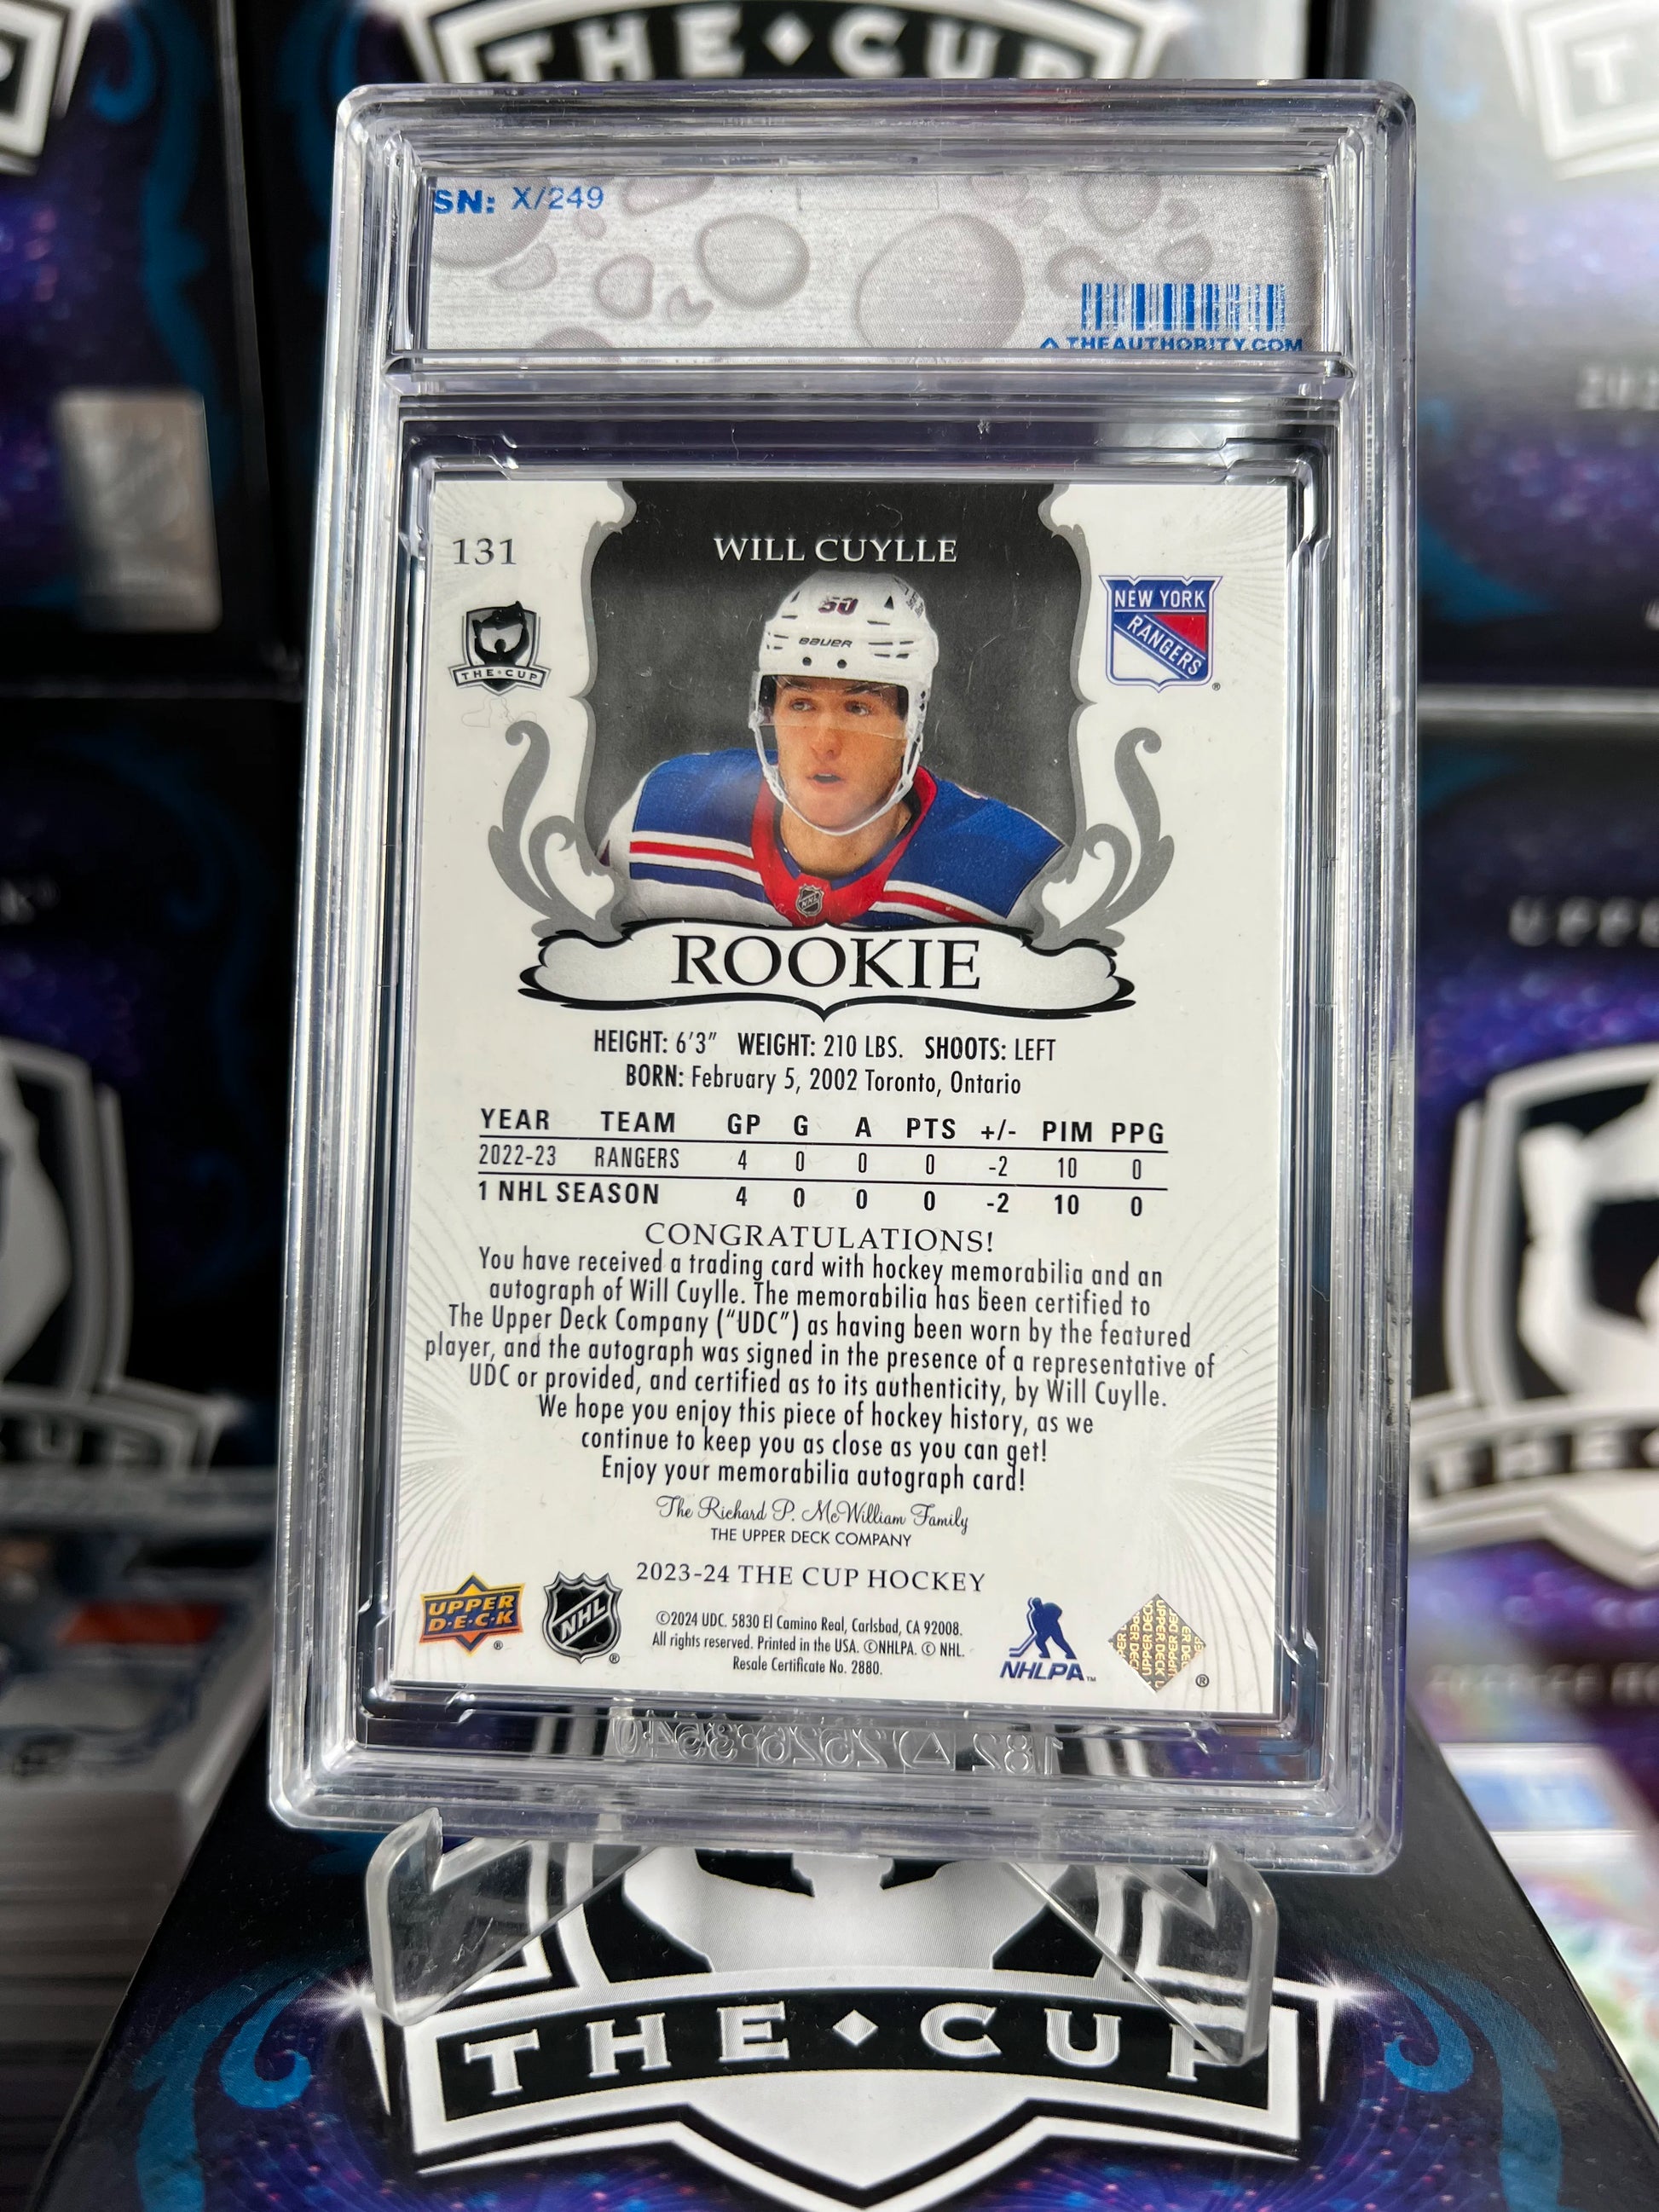 THE CUP
SN: X/249
THEAUTHORITY.COM
131
WILL CUYLLE
50
BAUER
THE CUP
NEW YORK
RANGERS
®
NHL
ROOKIE
HEIGHT: 6'3" WEIGHT: 210 LBS. SHOOTS: LEFT
BORN: February 5, 2002 Toronto, Ontario
YEAR TEAM GP G A PTS +/- PIM PPG
2022-23 RANGERS 4 0 0 0 -2 10 0
1 NHL SEASON 4 0 0 0 -2 10 0
CONGRATULATIONS!
You have received a trading card with hockey memorabilia and an
autograph of Will Cuylle. The memorabilia has been certified to
The Upper Deck Company ("UDC") as having been worn by the featured
player, and the autograph was signed in the presence of a representative of
UDC or provided, and certified as to its authenticity, by Will Cuylle.
We hope you enjoy this piece of hockey history, as we
continue to keep you as close as you can get!
Enjoy your memorabilia autograph card!
The Richard P. McWilliam Family
THE UPPER DECK COMPANY
2023-24 THE CUP HOCKEY
UPPER
D·E·C·K
®
NHL
®
©2024 UDC. 5830 El Camino Real, Carlsbad, CA 92008.
All rights reserved. Printed in the USA. ©NHLPA. © NHL.
Resale Certificate No. 2880.
NHLPA™
UPPER DECK
®
THE CUP